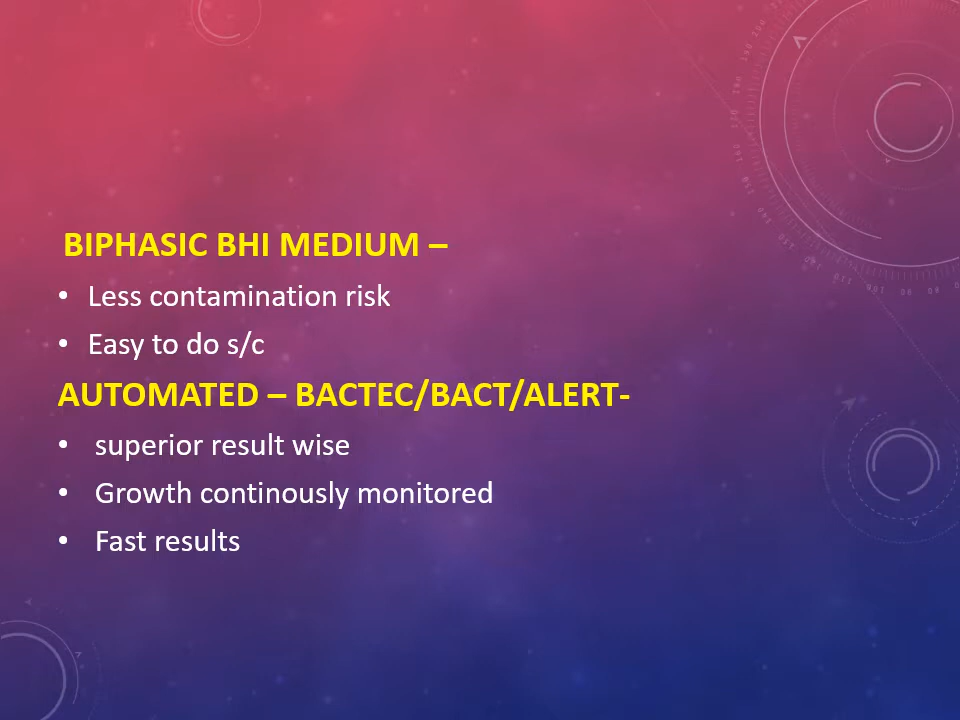 BIPHASIC BHI MEDIUM –
• Less contamination risk
• Easy to do s/c
AUTOMATED – BACTEC/BACT/ALERT-
• superior result wise
• Growth continously monitored
• Fast results